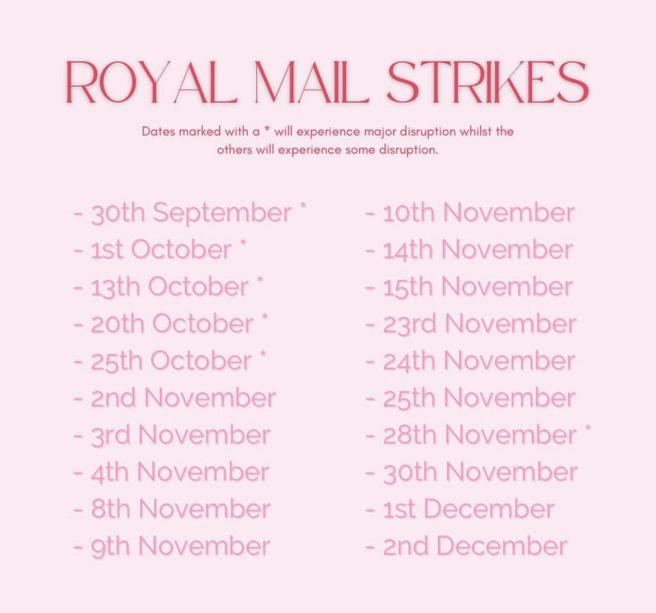 ROYAL MAIL STRIKES
Dates marked with a * will experience major disruption whilst the
others will experience some disruption.
- 30th September *
- 1st October *
- 13th October *
- 20th October *
- 25th October *
- 2nd November
- 3rd November
- 4th November
- 8th November
- 9th November
- 10th November
- 14th November
- 15th November
- 23rd November
- 24th November
- 25th November
- 28th November *
- 30th November
- 1st December
- 2nd December